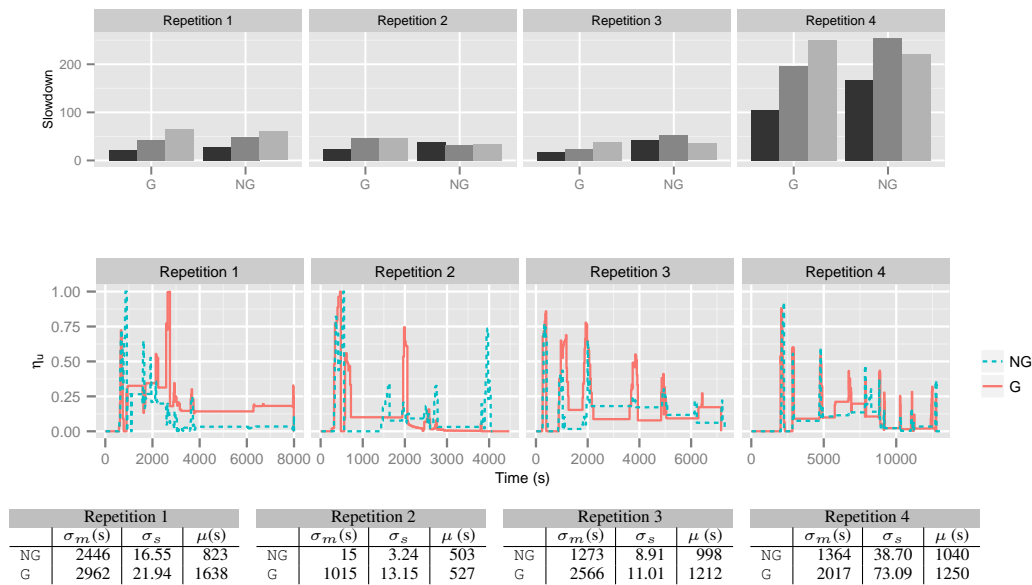 Repetition 1 Repetition 2 Repetition 3 Repetition 4
Slowdown
200
100
0
G NG G NG G NG G NG
Repetition 1 Repetition 2 Repetition 3 Repetition 4
ηu
1.00
0.75
0.50
0.25
0.00
0 2000 4000 6000 8000 0 1000 2000 3000 4000 0 2000 4000 6000 0 5000 10000
Time (s)
NG
G
Repetition 1
σm(s) σs μ(s)
NG 2446 16.55 823
G 2962 21.94 1638
Repetition 2
σm(s) σs μ (s)
NG 15 3.24 503
G 1015 13.15 527
Repetition 3
σm(s) σs μ (s)
NG 1273 8.91 998
G 2566 11.01 1212
Repetition 4
σm(s) σs μ (s)
NG 1364 38.70 1040
G 2017 73.09 1250